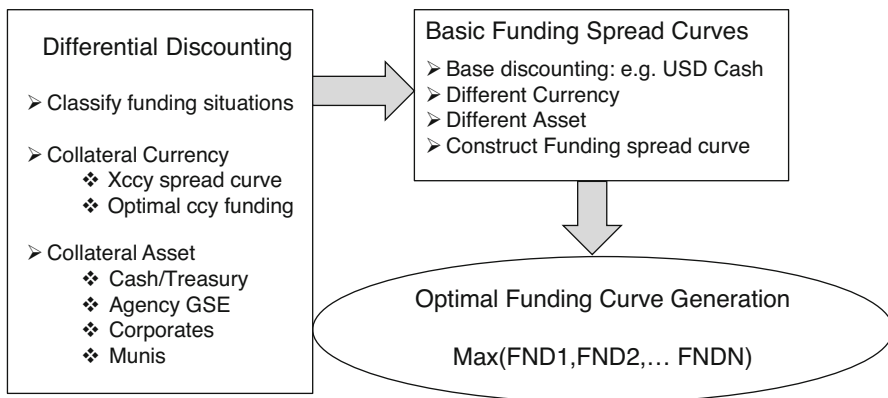 Differential Discounting
➢ Classify funding situations
➢ Collateral Currency
❖ Xccy spread curve
❖ Optimal ccy funding
➢ Collateral Asset
❖ Cash/Treasury
❖ Agency GSE
❖ Corporates
❖ Munis
Basic Funding Spread Curves
➢ Base discounting: e.g. USD Cash
➢ Different Currency
➢ Different Asset
➢ Construct Funding spread curve
Optimal Funding Curve Generation
Max(FND1,FND2,… FNDN)